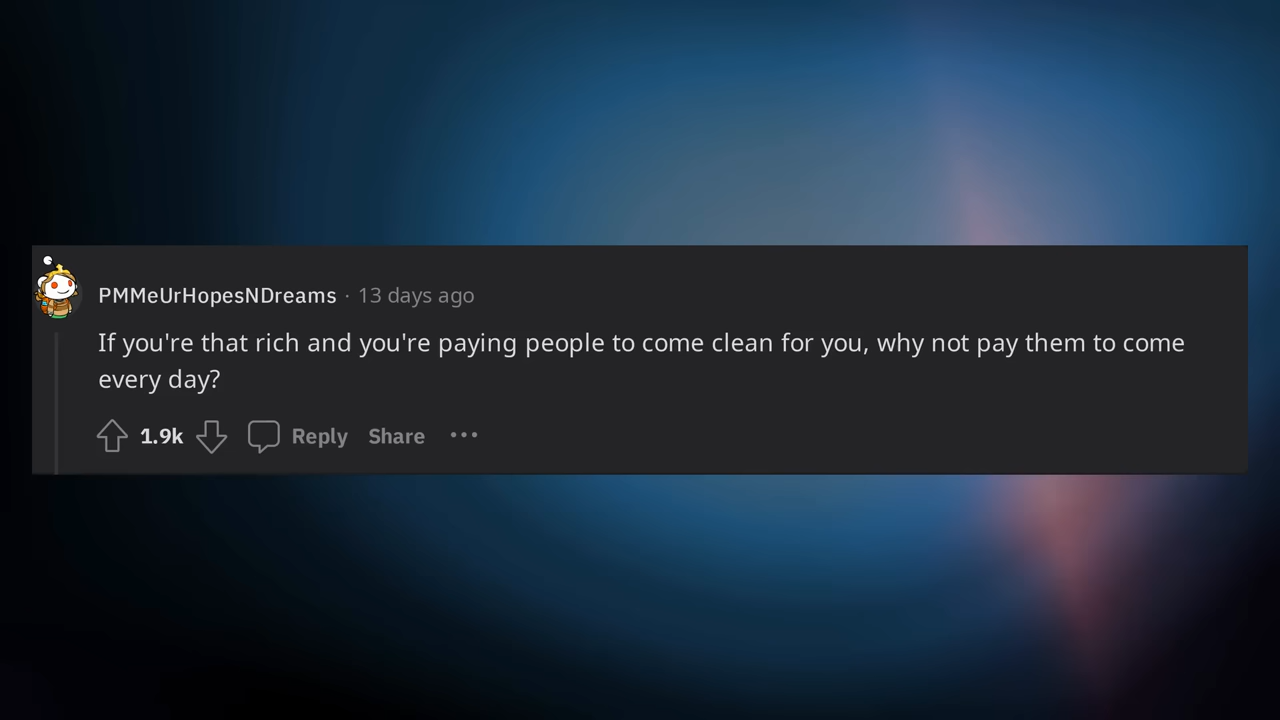 PMMeUrHopesNDreams · 13 days ago
If you're that rich and you're paying people to come clean for you, why not pay them to come
every day?
1.9k Reply Share ···